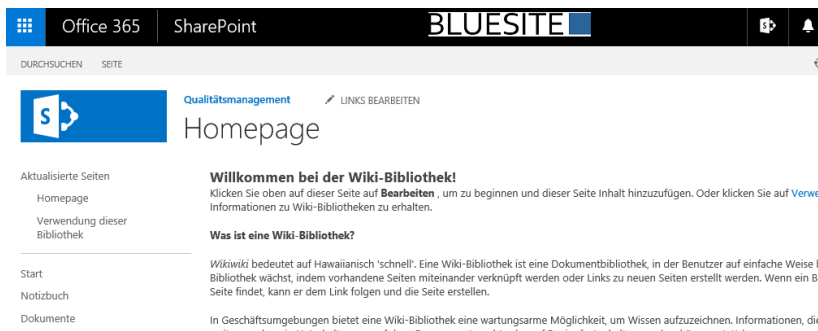 Office 365 SharePoint BLUESITE
DURCHSUCHEN SEITE
Qualitätsmanagement LINKS BEARBEITEN
Homepage
Aktualisierte Seiten
Homepage
Verwendung dieser
Bibliothek
Start
Notizbuch
Dokumente
Willkommen bei der Wiki-Bibliothek!
Klicken Sie oben auf dieser Seite auf Bearbeiten , um zu beginnen und dieser Seite Inhalt hinzuzufügen. Oder klicken Sie auf
Informationen zu Wiki-Bibliotheken zu erhalten.
Was ist eine Wiki-Bibliothek?
Wikiwiki bedeutet auf Hawaiianisch 'schnell'. Eine Wiki-Bibliothek ist eine Dokumentbibliothek, in der Benutzer auf einfache Weise
Bibliothek wächst, indem vorhandene Seiten miteinander verknüpft werden oder Links zu neuen Seiten erstellt werden. Wenn ein
Seite findet, kann er dem Link folgen und die Seite erstellen.
In Geschäftsumgebungen bietet eine Wiki-Bibliothek eine wartungsarme Möglichkeit, um Wissen aufzuzeichnen. Informationen,